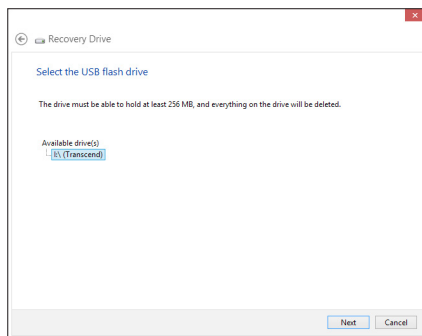 Recovery Drive
Select the USB flash drive
The drive must be able to hold at least 256 MB, and everything on the drive will be deleted.
Available drive(s)
I:\ (Transcend)
Next Cancel